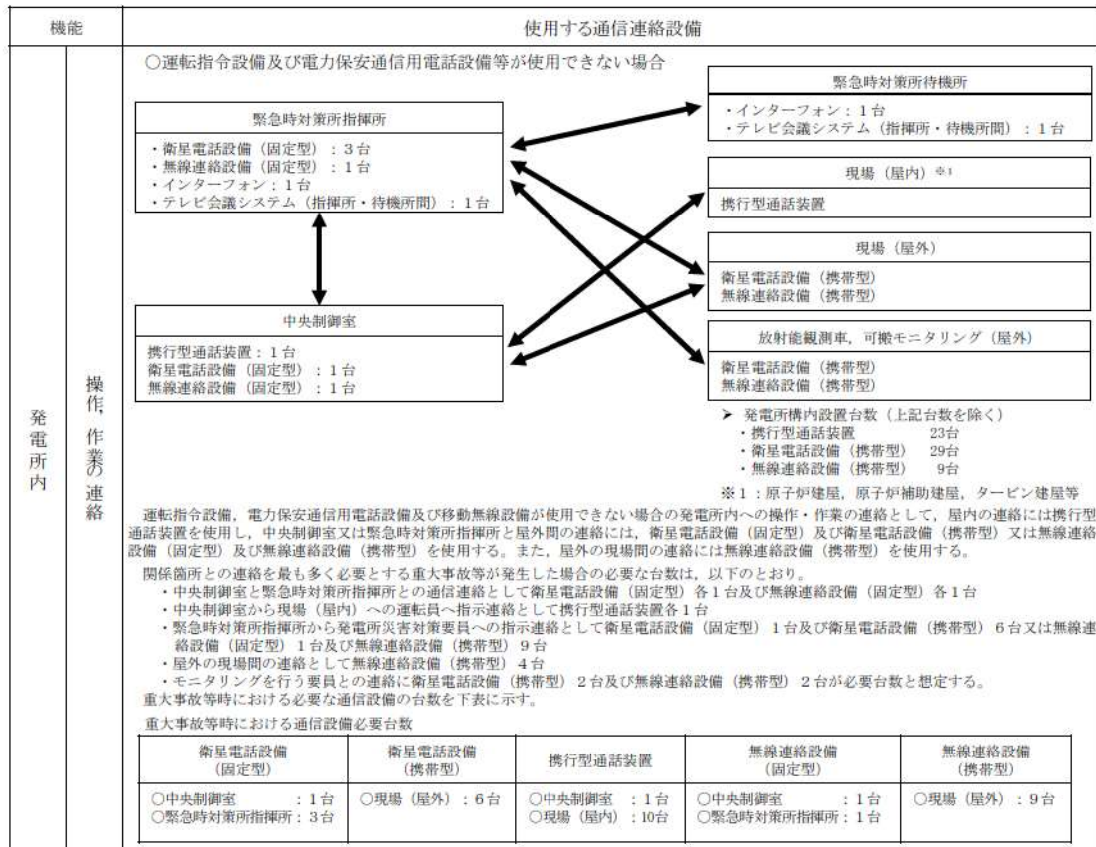 機能
使用する通信連絡設備
発電所内
操作，作業の連絡
○運転指令設備及び電力保安通信用電話設備等が使用できない場合
緊急時対策所指揮所
・衛星電話設備（固定型）：３台
・無線連絡設備（固定型）：１台
・インターフォン：１台
・テレビ会議システム（指揮所・待機所間）：１台
中央制御室
携行型通話装置：１台
衛星電話設備（固定型）：１台
無線連絡設備（固定型）：１台
緊急時対策所待機所
・インターフォン：１台
・テレビ会議システム（指揮所・待機所間）：１台
現場（屋内）※1
携行型通話装置
現場（屋外）
衛星電話設備（携帯型）
無線連絡設備（携帯型）
放射能観測車，可搬モニタリング（屋外）
衛星電話設備（携帯型）
無線連絡設備（携帯型）
➢ 発電所構内設置台数（上記台数を除く）
・携行型通話装置 23台
・衛星電話設備（携帯型） 29台
・無線連絡設備（携帯型） 9台
※１：原子炉建屋，原子炉補助建屋，タービン建屋等
運転指令設備，電力保安通信用電話設備及び移動無線設備が使用できない場合の発電所内への操作・作業の連絡として，屋内の連絡には携行型
通話装置を使用し，中央制御室又は緊急時対策所指揮所と屋外間の連絡には，衛星電話設備（固定型）及び衛星電話設備（携帯型）又は無線連絡
設備（固定型）及び無線連絡設備（携帯型）を使用する。また，屋外の現場間の連絡には無線連絡設備（携帯型）を使用する。
関係箇所との連絡を最も多く必要とする重大事故等が発生した場合の必要な台数は，以下のとおり。
・中央制御室と緊急時対策所指揮所との通信連絡として衛星電話設備（固定型）各１台及び無線連絡設備（固定型）各１台
・中央制御室から現場（屋内）への運転員へ指示連絡として携行型通話装置各１台
・緊急時対策所指揮所から発電所災害対策要員への指示連絡として衛星電話設備（固定型）１台及び衛星電話設備（携帯型）６台又は無線連
絡設備（固定型）１台及び無線連絡設備（携帯型）９台
・屋外の現場間の連絡として無線連絡設備（携帯型）４台
・モニタリングを行う要員との連絡に衛星電話設備（携帯型）２台及び無線連絡設備（携帯型）２台が必要台数と想定する。
重大事故等時における必要な通信設備の台数を下表に示す。
重大事故等時における通信設備必要台数
衛星電話設備
（固定型）
衛星電話設備
（携帯型）
携行型通話装置
無線連絡設備
（固定型）
無線連絡設備
（携帯型）
○中央制御室 ：１台
○緊急時対策所指揮所：３台
○現場（屋外）：６台
○中央制御室 ：１台
○現場（屋内）：10台
○中央制御室 ：１台
○緊急時対策所指揮所：１台
○現場（屋外）：９台